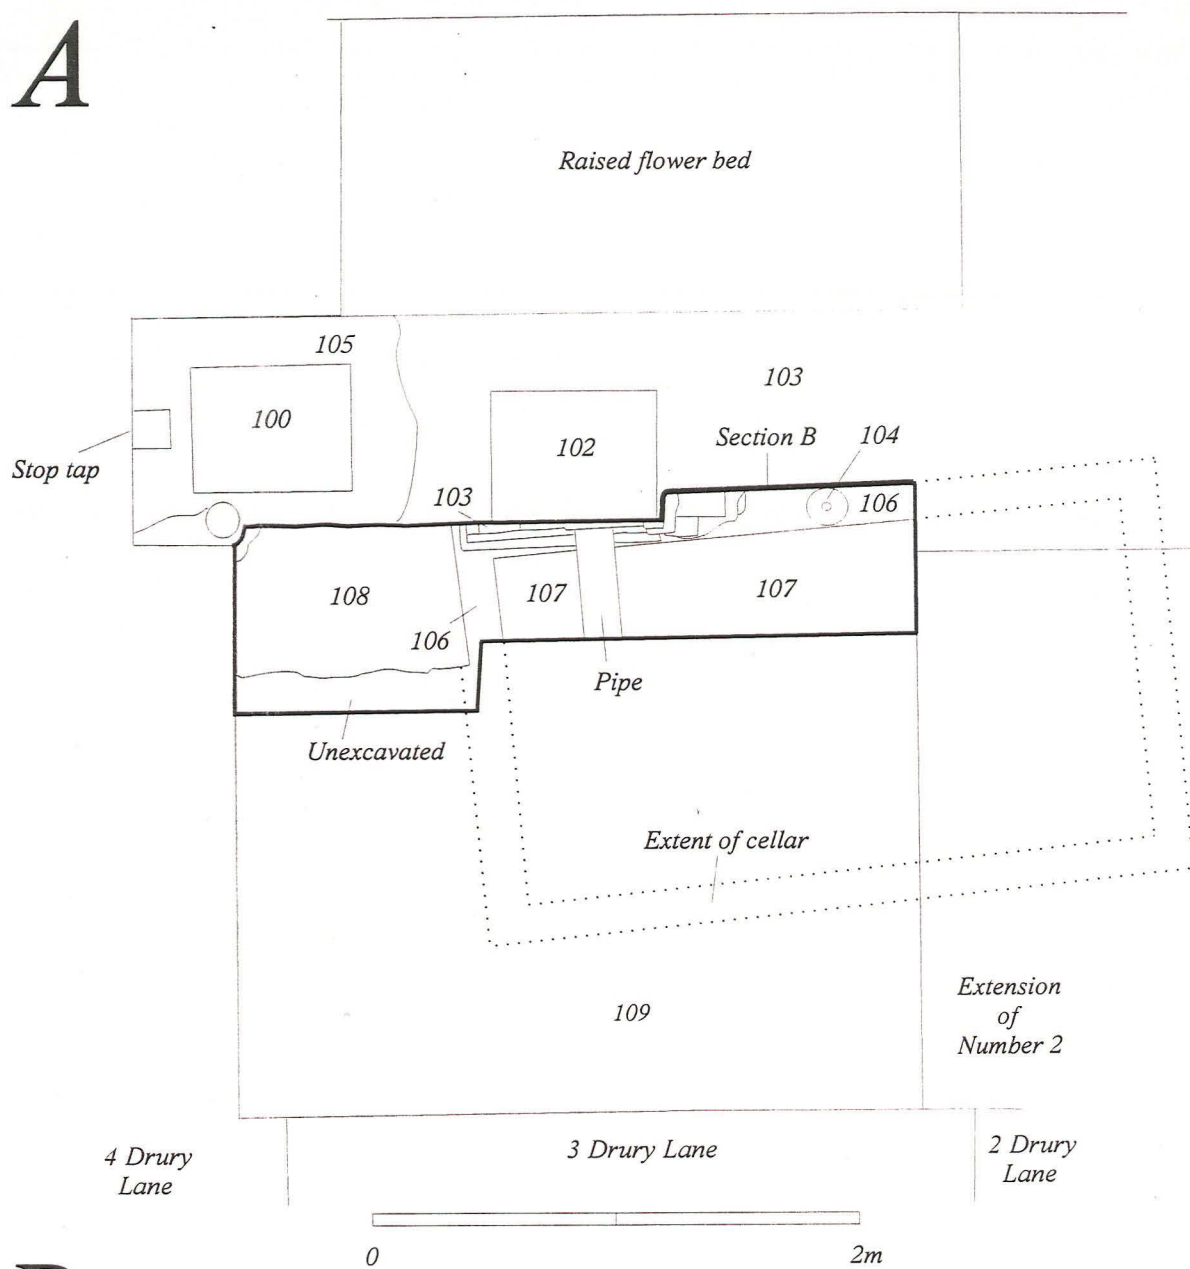 A
Raised flower bed
105
103
100
102
Section B
104
Stop tap
103
106
108
107
107
106
Pipe
Unexcavated
Extent of cellar
109
Extension
of
Number 2
4 Drury
Lane
3 Drury Lane
2 Drury
Lane
0
2m